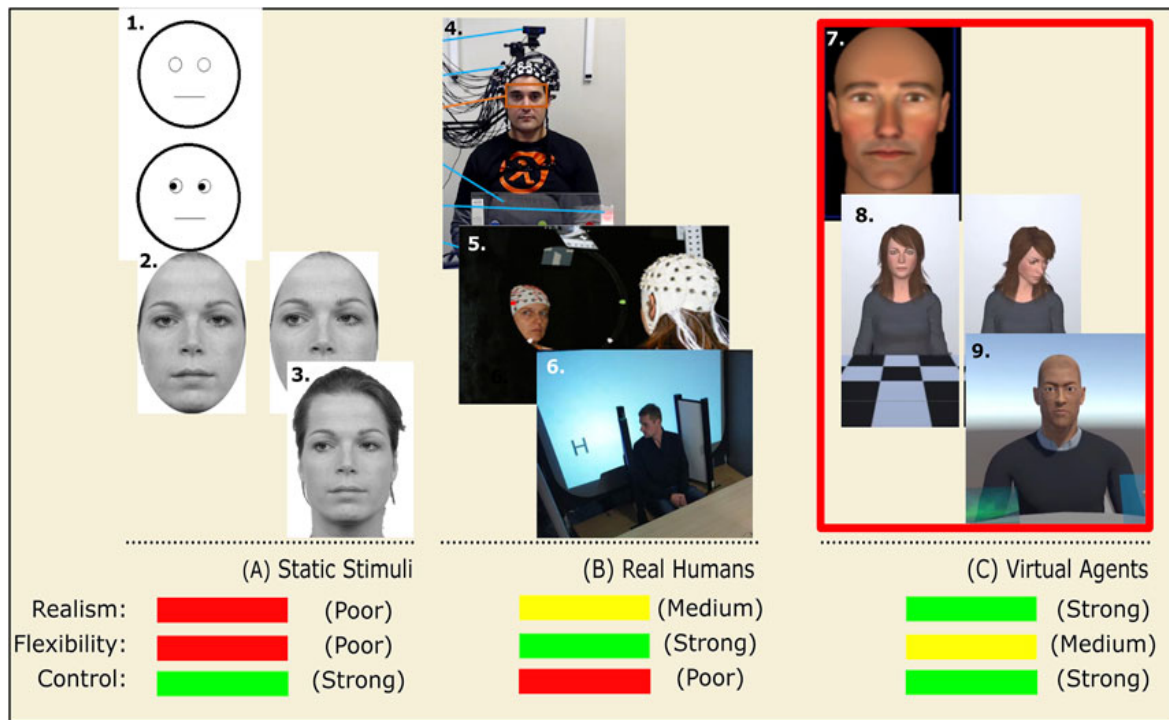 1.
2.
3.
4.
5.
6.
H
7.
8.
9.
(A) Static Stimuli
(B) Real Humans
(C) Virtual Agents
Realism: (Poor) (Medium) (Strong)
Flexibility: (Poor) (Strong) (Medium)
Control: (Strong) (Poor) (Strong)